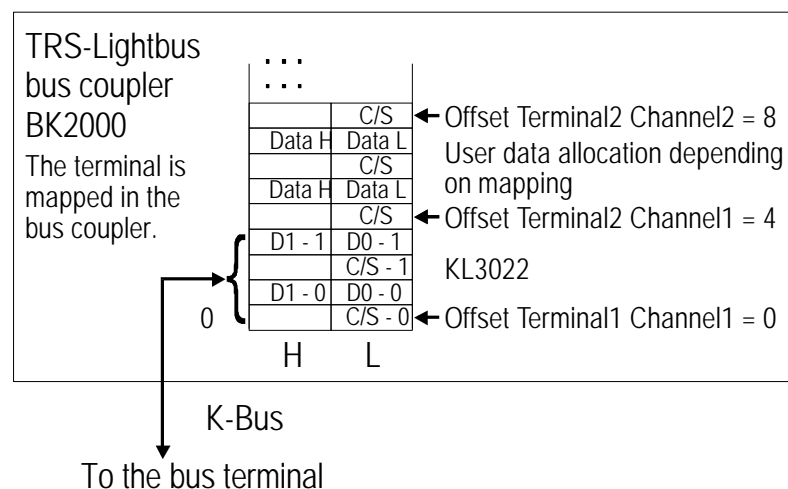 TRS-Lightbus
bus coupler
BK2000
The terminal is
mapped in the
bus coupler.
...
...
C/S Offset Terminal2 Channel2 = 8
Data H Data L User data allocation depending
C/S on mapping
Data H Data L
C/S Offset Terminal2 Channel1 = 4
D1 - 1 D0 - 1
C/S - 1 KL3022
D1 - 0 D0 - 0
0 C/S - 0 Offset Terminal1 Channel1 = 0
H L
K-Bus
To the bus terminal